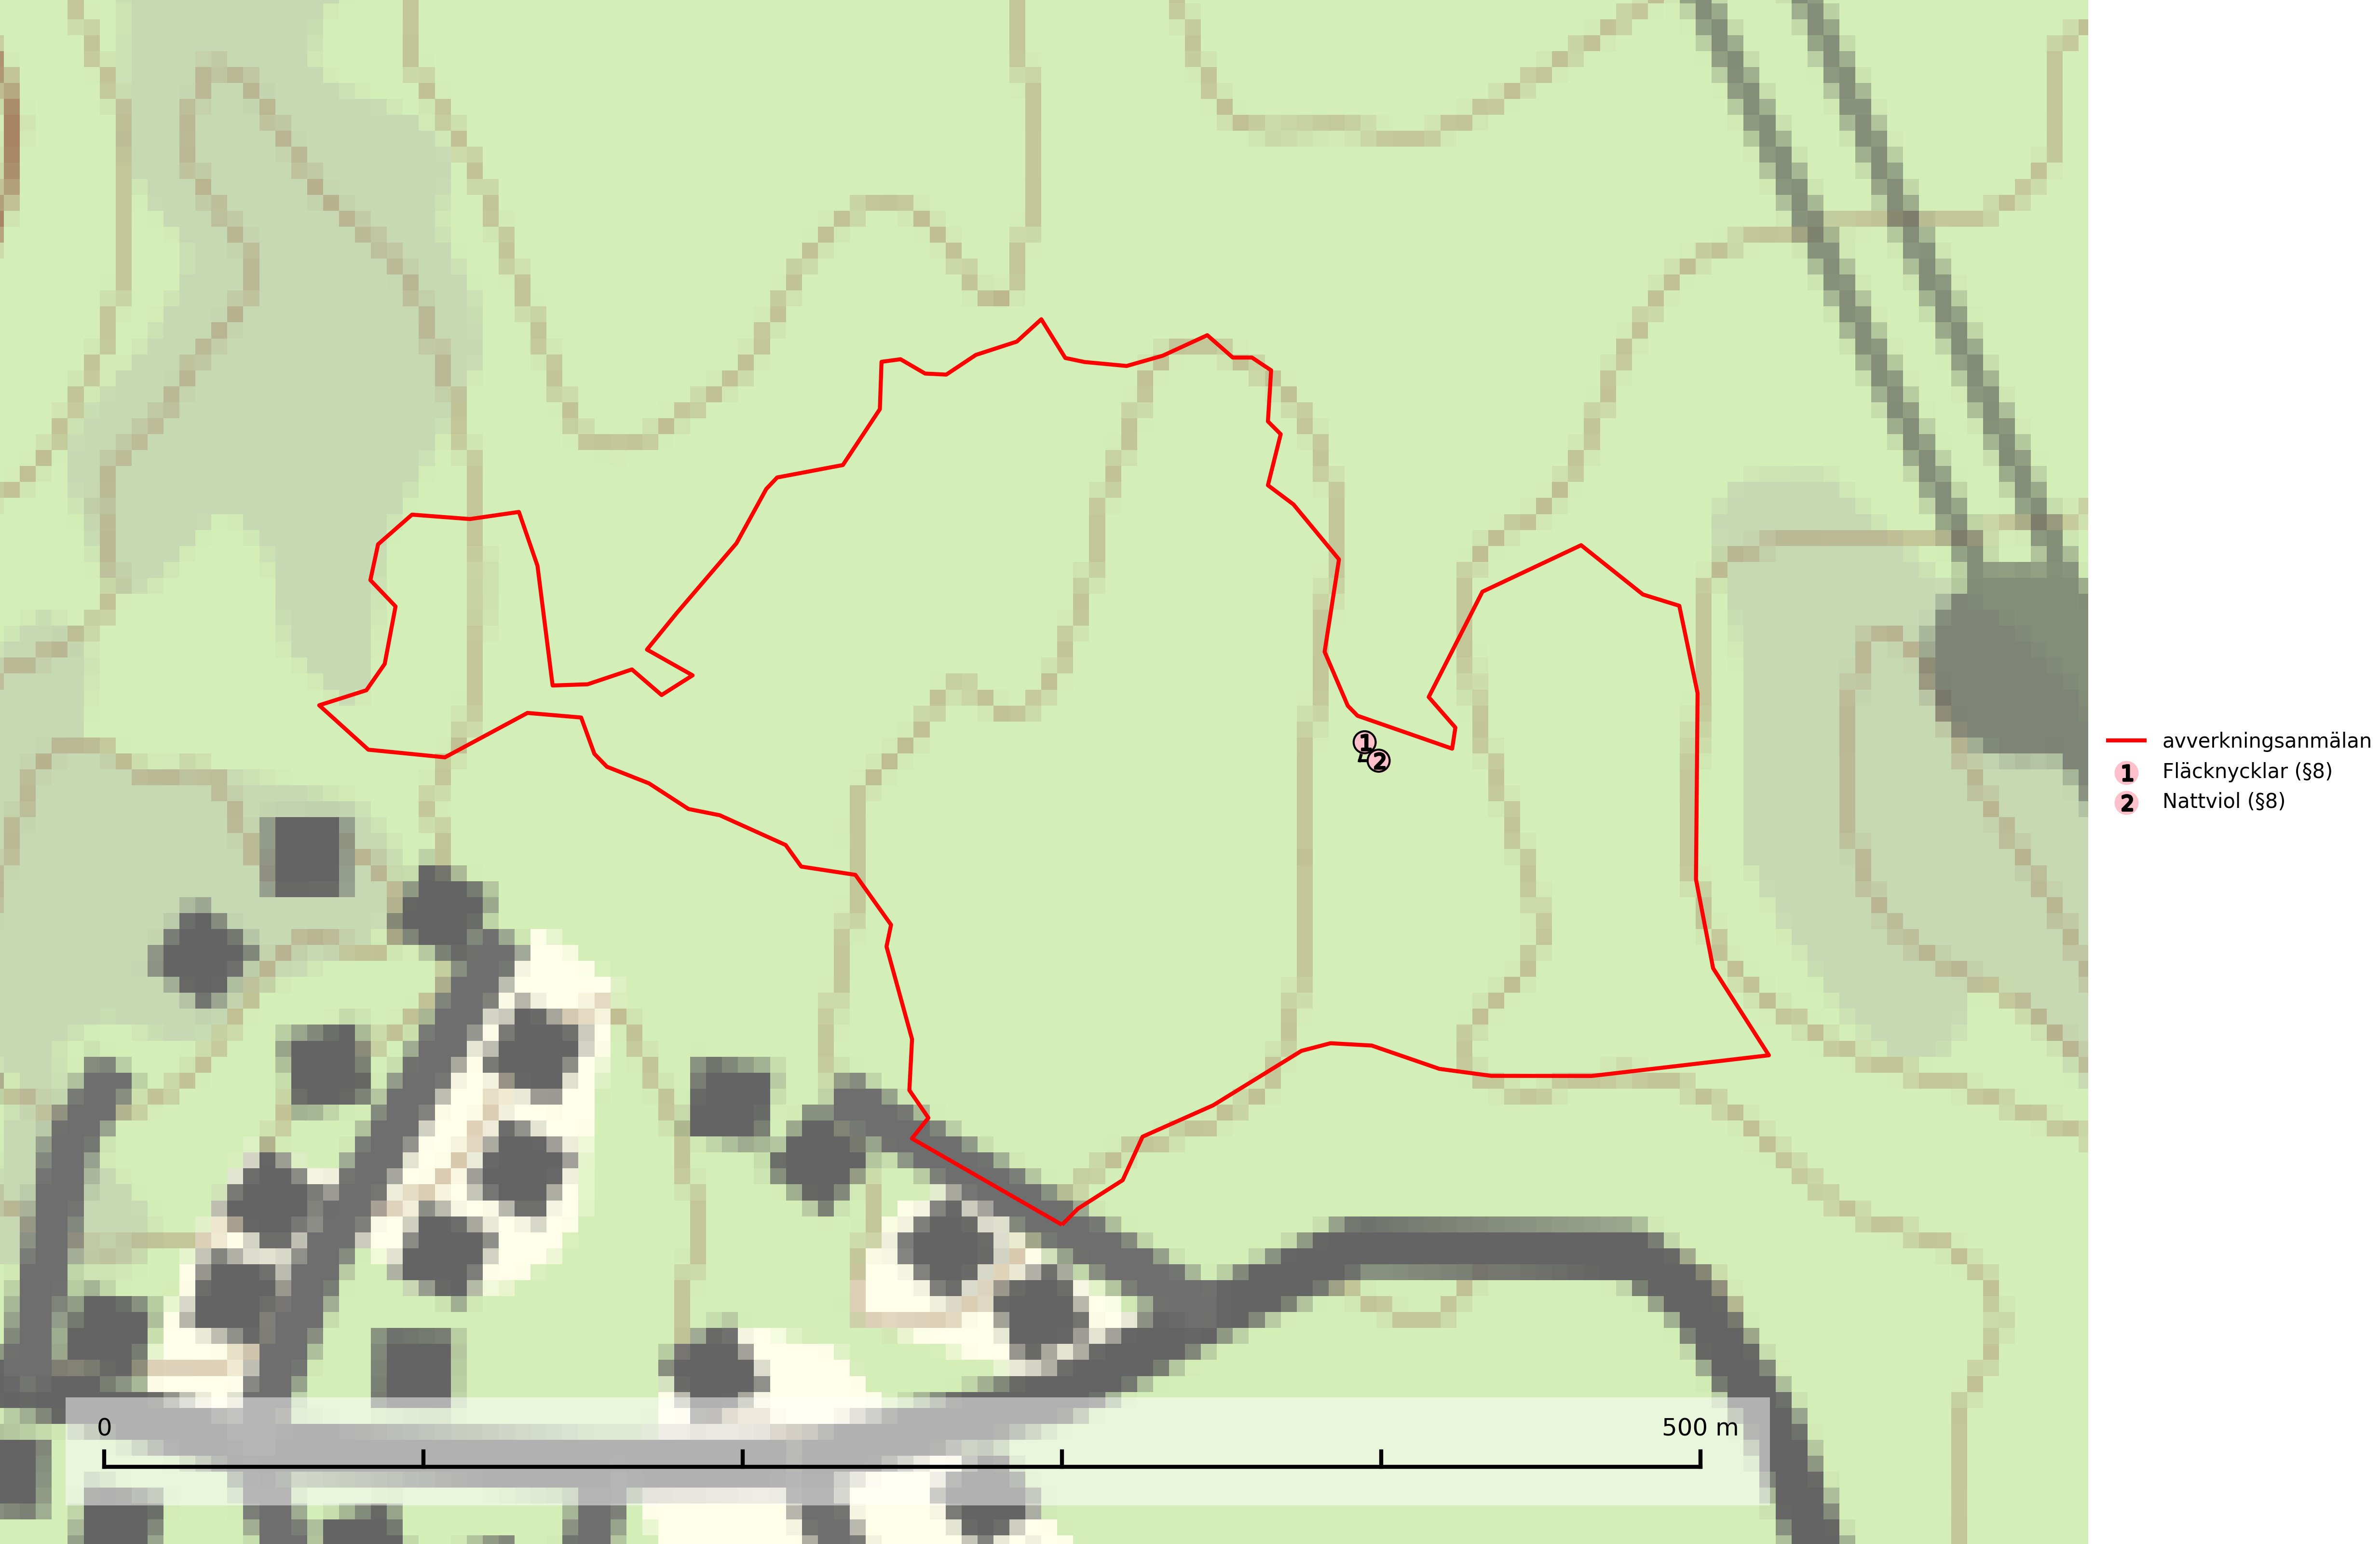 1
2
avverkningsanmälan
1 Fläcknycklar (§8)
2 Nattviol (§8)
0 500 m